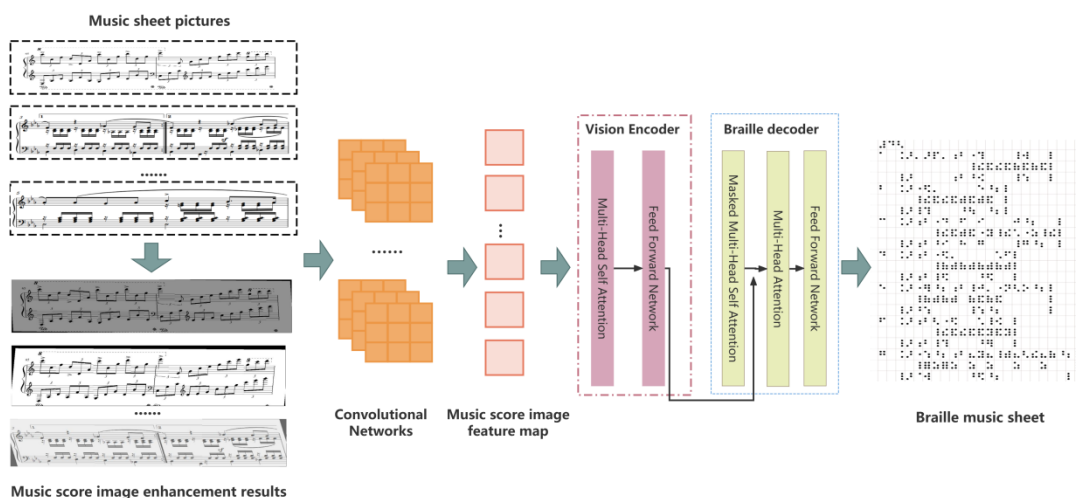 Music sheet pictures
......
......
Music score image enhancement results
......
Convolutional
Networks
Music score image
feature map
Vision Encoder
Multi-Head Self Attention
Feed Forward Network
Braille decoder
Masked Multi-Head Self Attention
Multi-Head Attention
Feed Forward Network
Braille music sheet